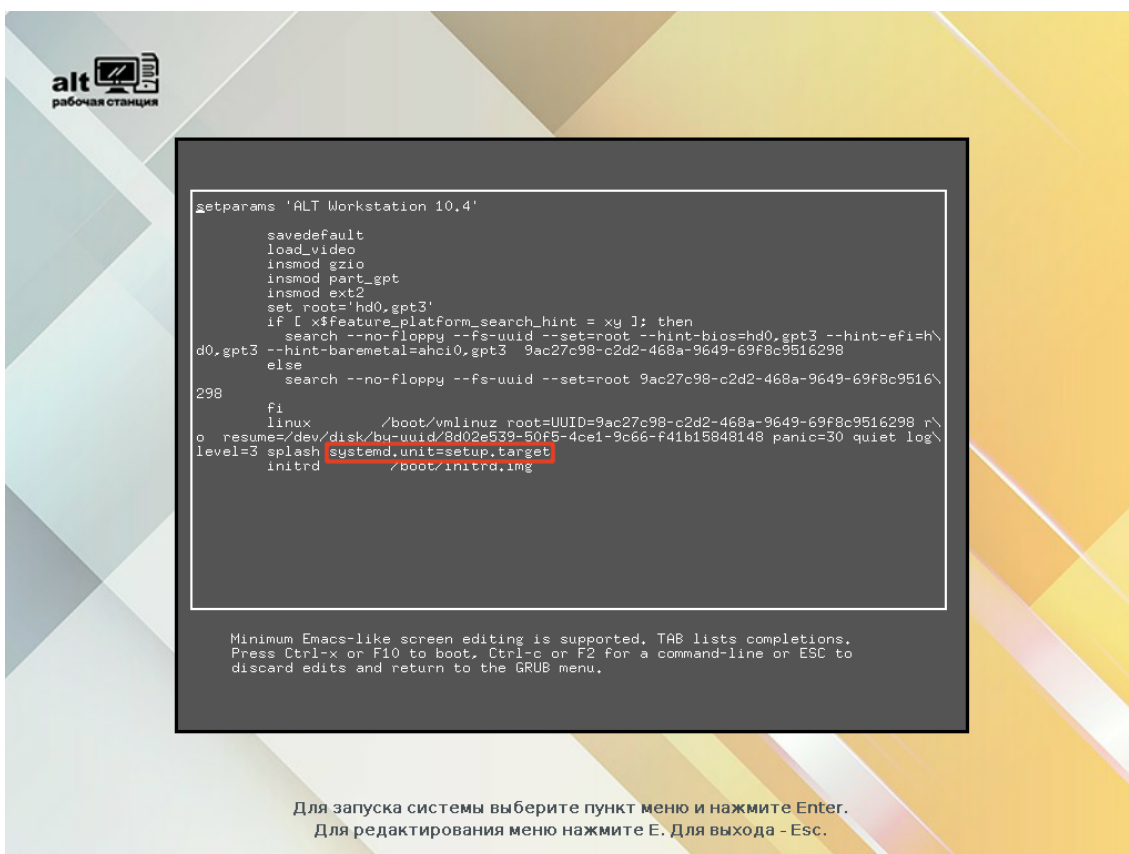 alt
рабочая станция
setparams 'ALT Workstation 10.4'
savedefault
load_video
insmod gzio
insmod part_gpt
insmod ext2
set root='hd0,gpt3'
if [ x$feature_platform_search_hint = xy ]; then
search --no-floppy --fs-uuid --set=root --hint-bios=hd0,gpt3 --hint-efi=h\
d0,gpt3 --hint-baremetal=ahci0,gpt3  9ac27c98-c2d2-468a-9649-69f8c9516298
else
search --no-floppy --fs-uuid --set=root 9ac27c98-c2d2-468a-9649-69f8c9516\
298
fi
linux /boot/vmlinuz root=UUID=9ac27c98-c2d2-468a-9649-69f8c9516298 r\
o  resume=/dev/disk/by-uuid/8d02e539-50f5-4ce1-9c66-f41b15848148 panic=30 quiet log\
level=3 splash systemd.unit=setup.target
initrd /boot/initrd.img
Minimum Emacs-like screen editing is supported. TAB lists completions.
Press Ctrl-x or F10 to boot, Ctrl-c or F2 for a command-line or ESC to
discard edits and return to the GRUB menu.
Для запуска системы выберите пункт меню и нажмите Enter.
Для редактирования меню нажмите E. Для выхода - Esc.